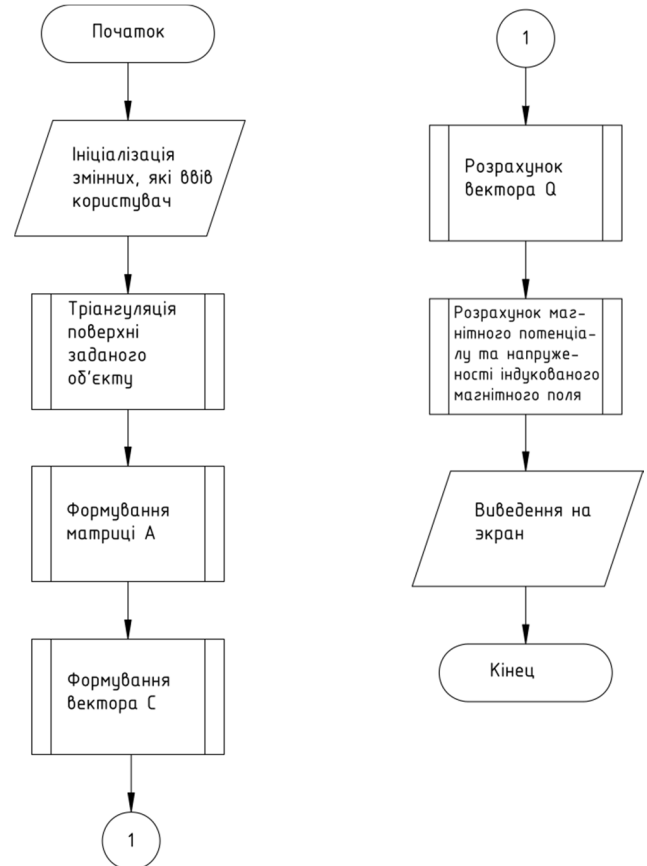 Початок
Ініціалізація
змінних, які ввів
користувач
Тріангуляція
поверхні
заданого
об'єкту
Формування
матриці А
Формування
вектора С
1
1
Розрахунок
вектора Q
Розрахунок маг-
нітного потенціа-
лу та напруже-
ності індукованого
магнітного поля
Виведення на
экран
Кінец